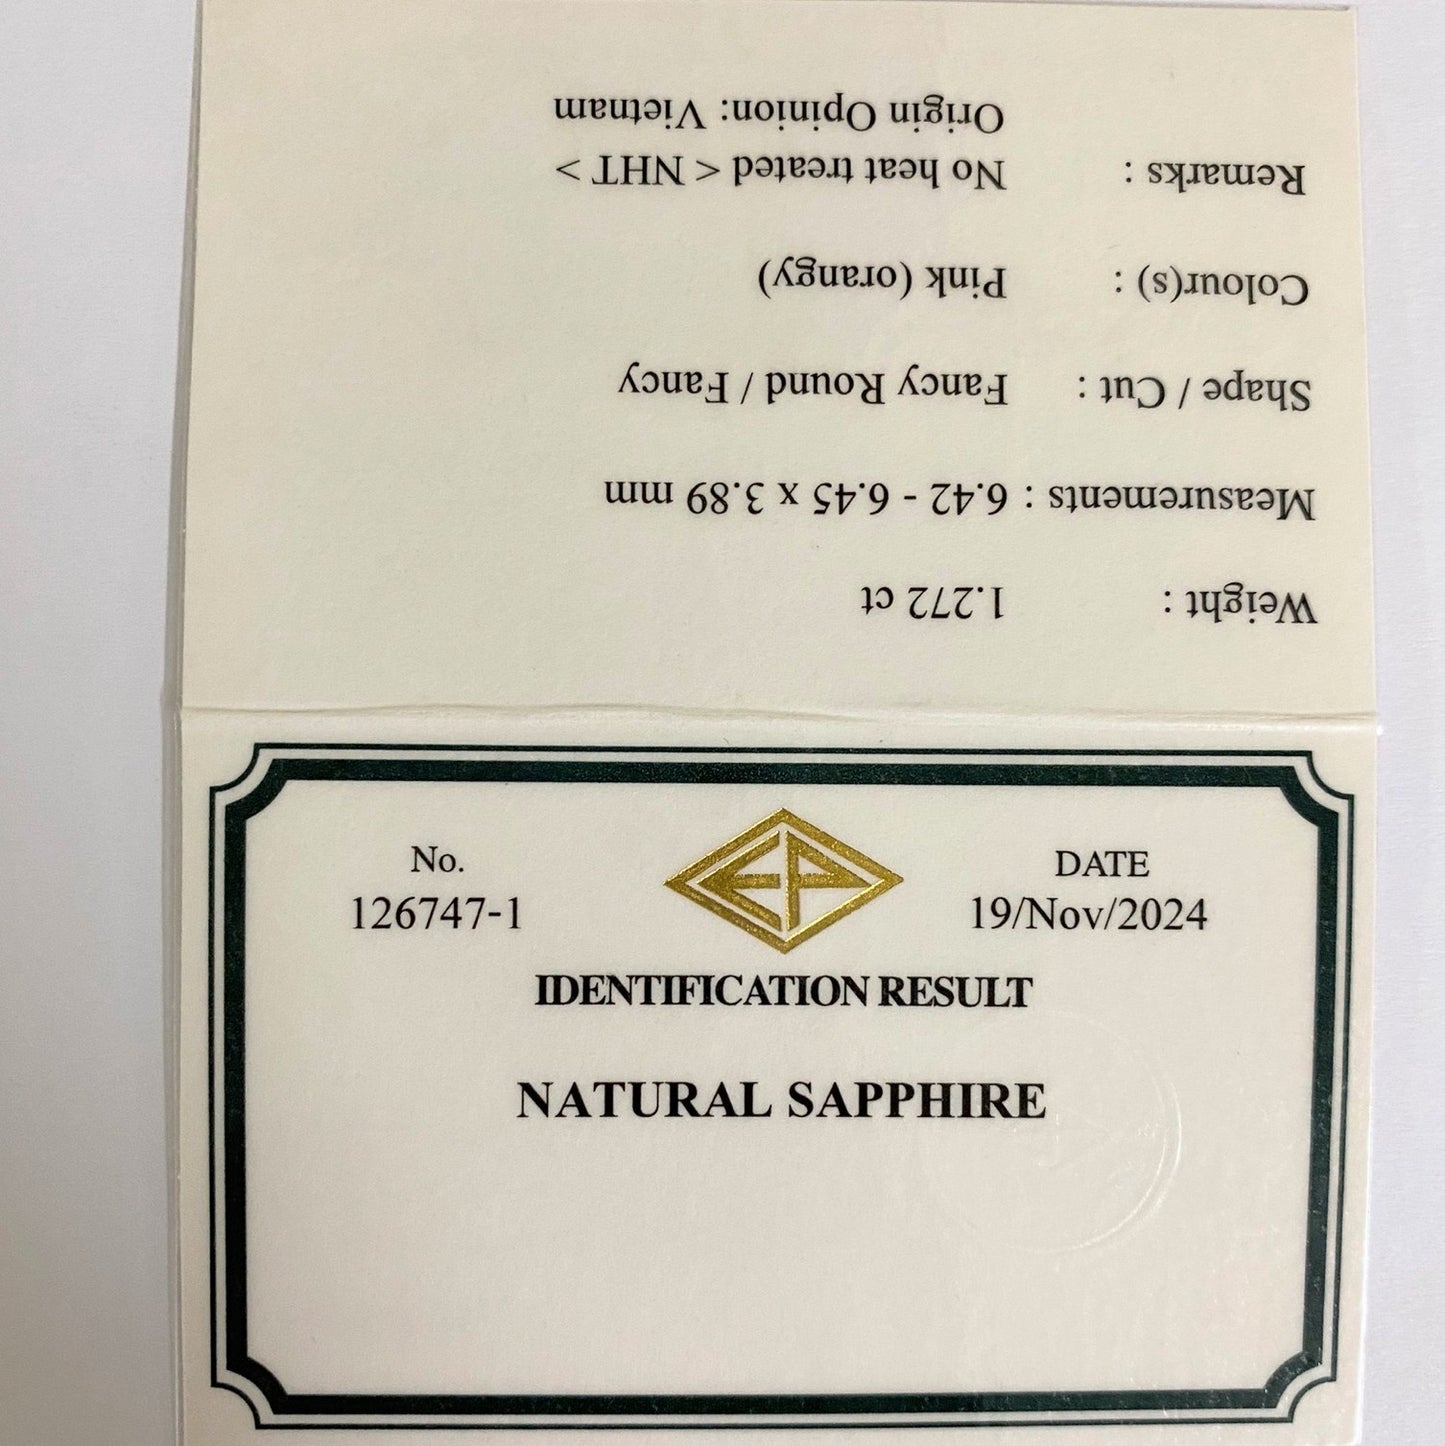 Weight : 1.272 ct
Measurements : 6.42 - 6.45 x 3.89 mm
Shape / Cut : Fancy Round / Fancy
Colour(s) : Pink (orangy)
Remarks : No heat treated < NHT >
Origin Opinion: Vietnam
No.
126747-1
EP
DATE
19/Nov/2024
IDENTIFICATION RESULT
NATURAL SAPPHIRE